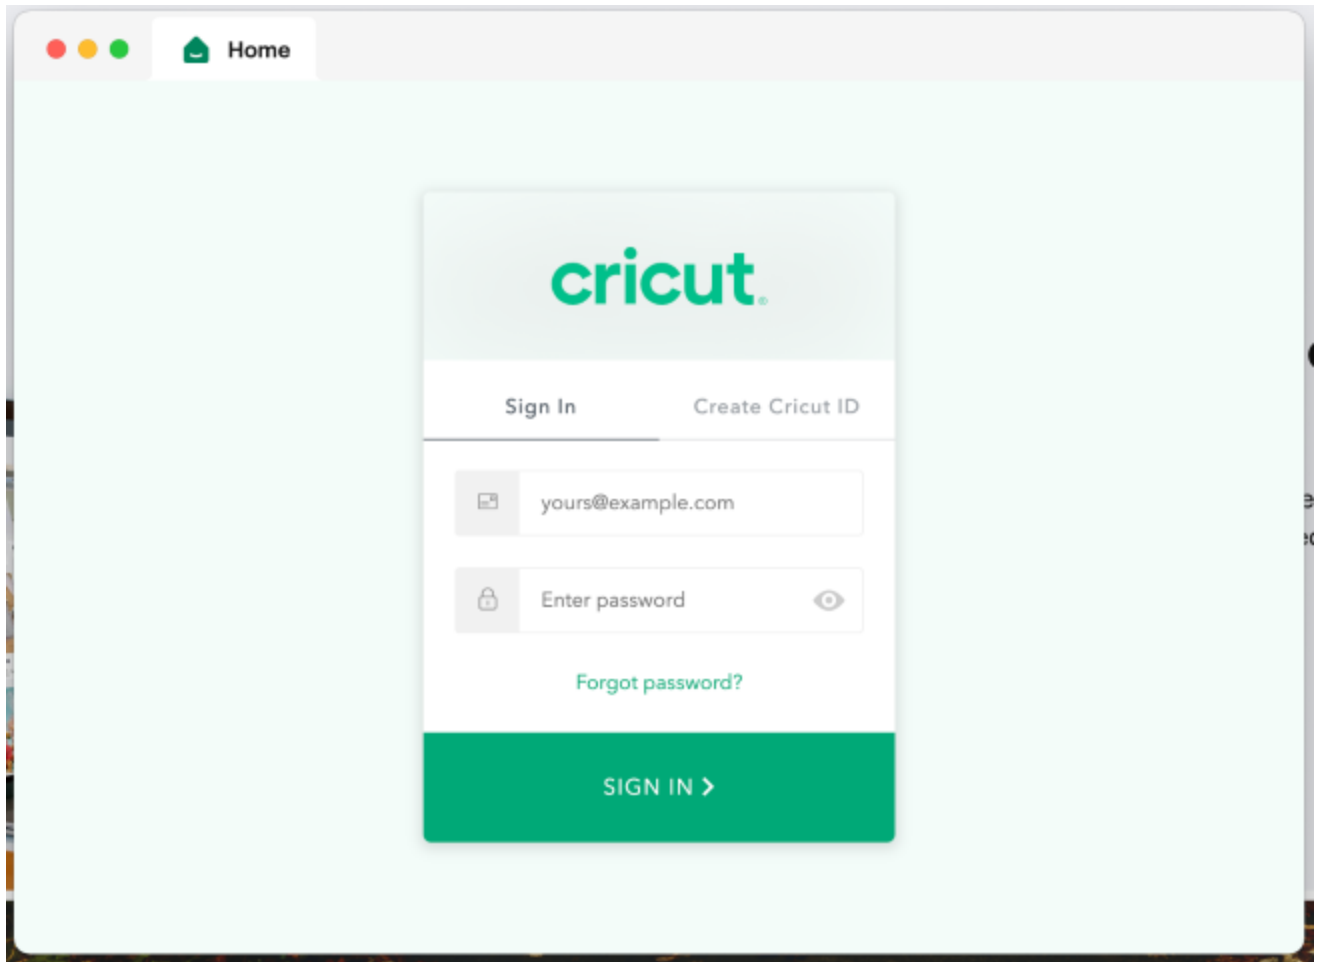 Home
cricut®
Sign In
Create Cricut ID
yours@example.com
Enter password
Forgot password?
SIGN IN